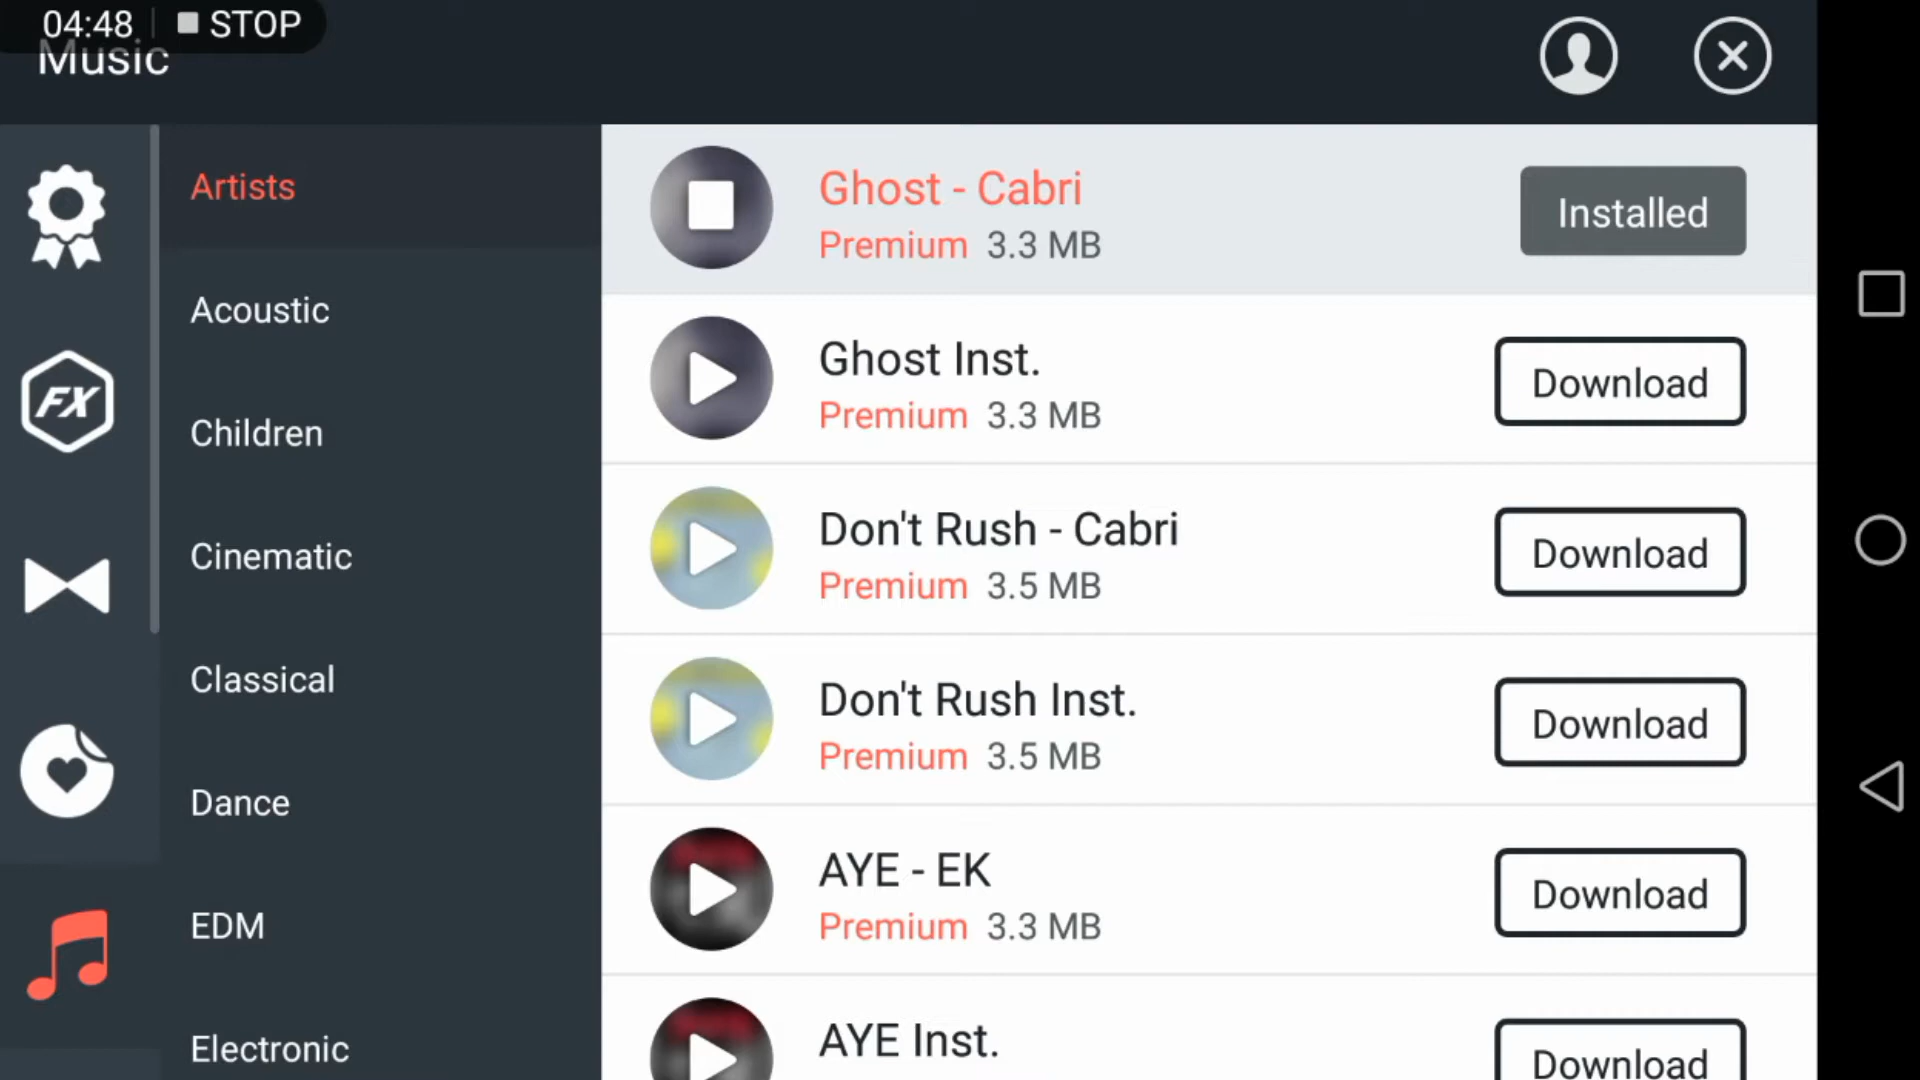 04:48 STOP
Music
Artists
Acoustic
Children
Cinematic
Classical
Dance
EDM
Electronic
FX
Ghost - Cabri
Premium 3.3 MB
Installed
Ghost Inst.
Premium 3.3 MB
Download
Don't Rush - Cabri
Premium 3.5 MB
Download
Don't Rush Inst.
Premium 3.5 MB
Download
AYE - EK
Premium 3.3 MB
Download
AYE Inst.
Download